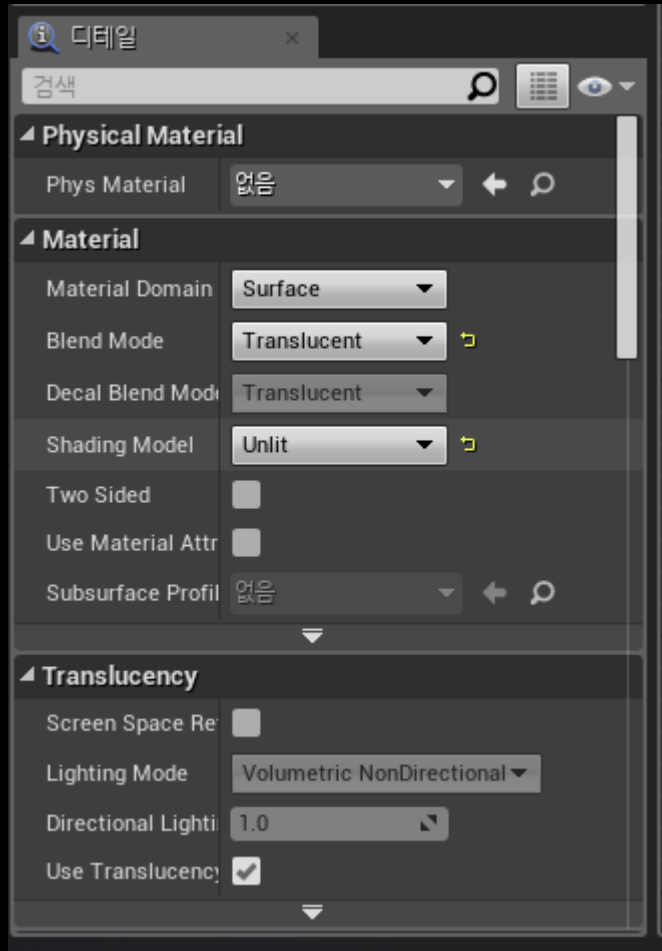 디테일
검색
Physical Material
Phys Material 없음
Material
Material Domain Surface
Blend Mode Translucent
Decal Blend Mode Translucent
Shading Model Unlit
Two Sided
Use Material Attr
Subsurface Profil 없음
Translucency
Screen Space Re
Lighting Mode Volumetric NonDirectional
Directional Lighti 1.0
Use Translucency